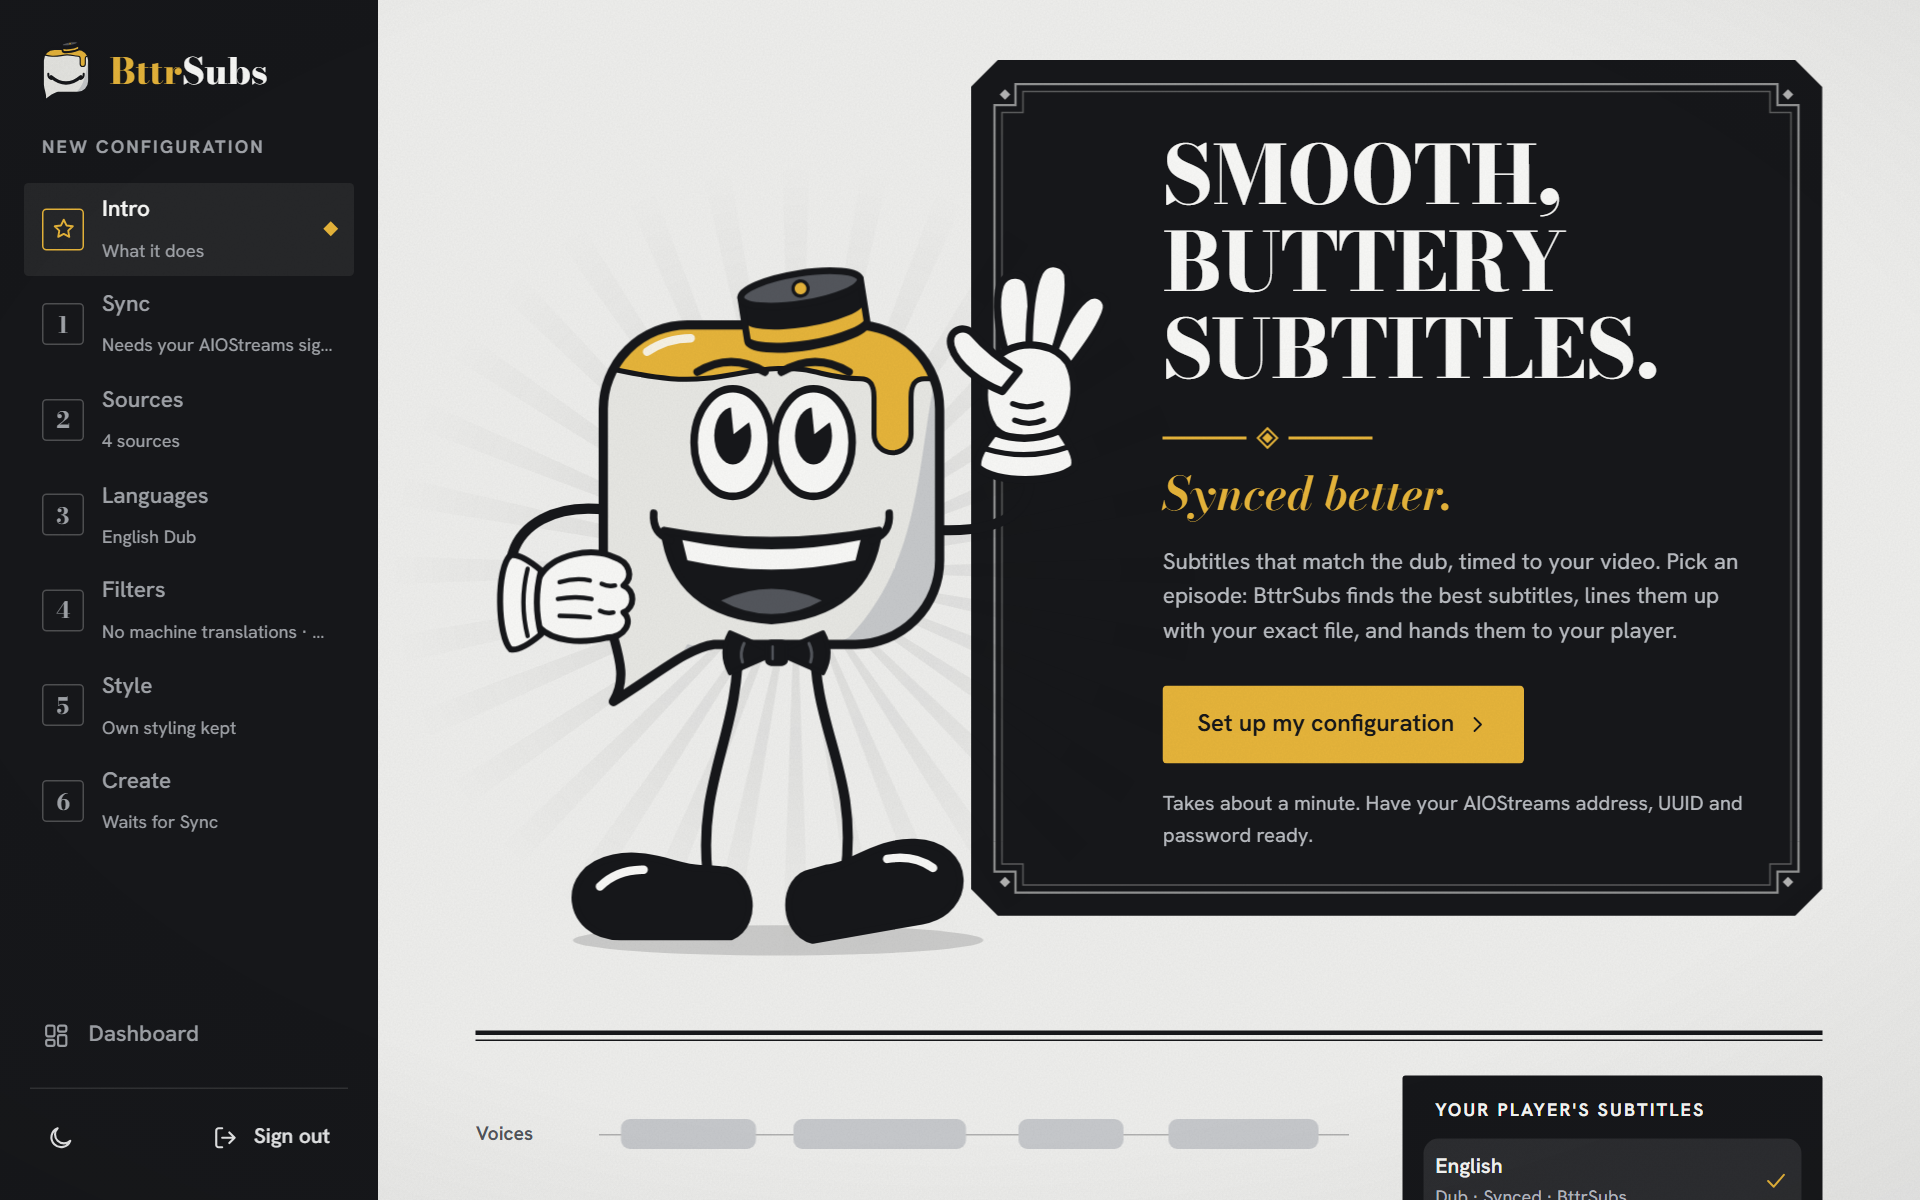 BttrSubs
NEW CONFIGURATION
Intro
What it does
1
Sync
Needs your AIOStreams sig...
2
Sources
4 sources
3
Languages
English Dub
4
Filters
No machine translations · ...
5
Style
Own styling kept
6
Create
Waits for Sync
Dashboard
Sign out
SMOOTH,
BUTTERY
SUBTITLES.
Synced better.
Subtitles that match the dub, timed to your video. Pick an
episode: BttrSubs finds the best subtitles, lines them up
with your exact file, and hands them to your player.
Set up my configuration
Takes about a minute. Have your AIOStreams address, UUID and
password ready.
Voices
YOUR PLAYER'S SUBTITLES
English
Dub · Synced · BttrSubs